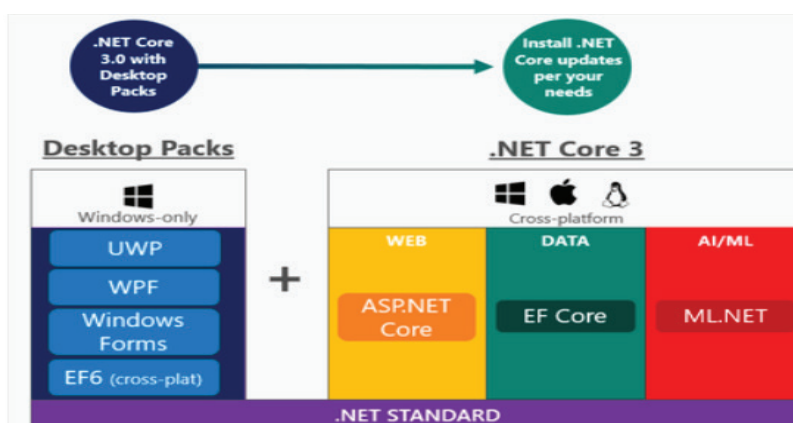 .NET Core
3.0 with
Desktop
Packs
Install .NET
Core updates
per your
needs
Desktop Packs
.NET Core 3
Windows-only
Cross-platform
UWP
WPF
Windows
Forms
EF6 (cross-plat)
+
WEB
DATA
AI/ML
ASP.NET
Core
EF Core
ML.NET
.NET STANDARD